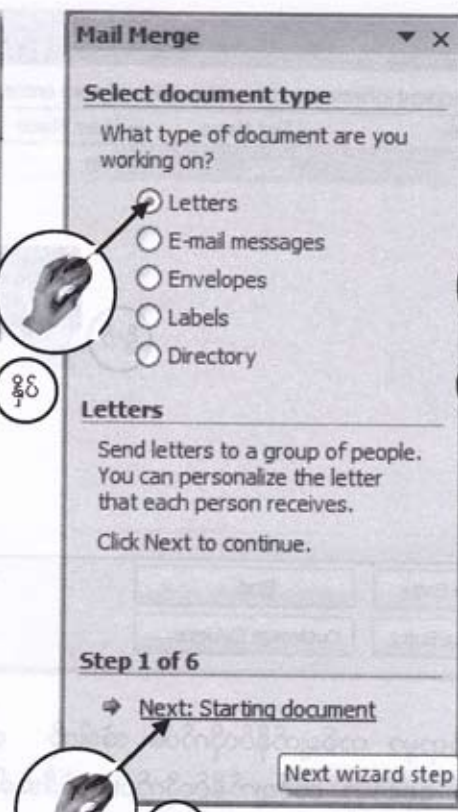 Mail Merge
Select document type
What type of document are you
working on?
Letters
E-mail messages
Envelopes
Labels
Directory
နှိပ်
Letters
Send letters to a group of people.
You can personalize the letter
that each person receives.
Click Next to continue.
Step 1 of 6
Next: Starting document
Next wizard step